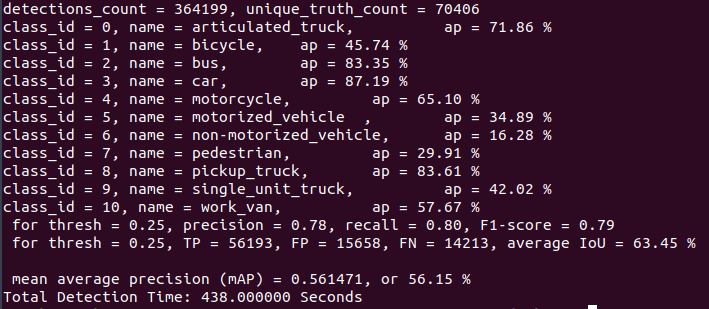 detections_count = 364199, unique_truth_count = 70406
class_id = 0, name = articulated_truck, ap = 71.86 %
class_id = 1, name = bicycle, ap = 45.74 %
class_id = 2, name = bus, ap = 83.35 %
class_id = 3, name = car, ap = 87.19 %
class_id = 4, name = motorcycle, ap = 65.10 %
class_id = 5, name = motorized_vehicle , ap = 34.89 %
class_id = 6, name = non-motorized_vehicle, ap = 16.28 %
class_id = 7, name = pedestrian, ap = 29.91 %
class_id = 8, name = pickup_truck, ap = 83.61 %
class_id = 9, name = single_unit_truck, ap = 42.02 %
class_id = 10, name = work_van, ap = 57.67 %
for thresh = 0.25, precision = 0.78, recall = 0.80, F1-score = 0.79
for thresh = 0.25, TP = 56193, FP = 15658, FN = 14213, average IoU = 63.45 %
mean average precision (mAP) = 0.561471, or 56.15 %
Total Detection Time: 438.000000 Seconds